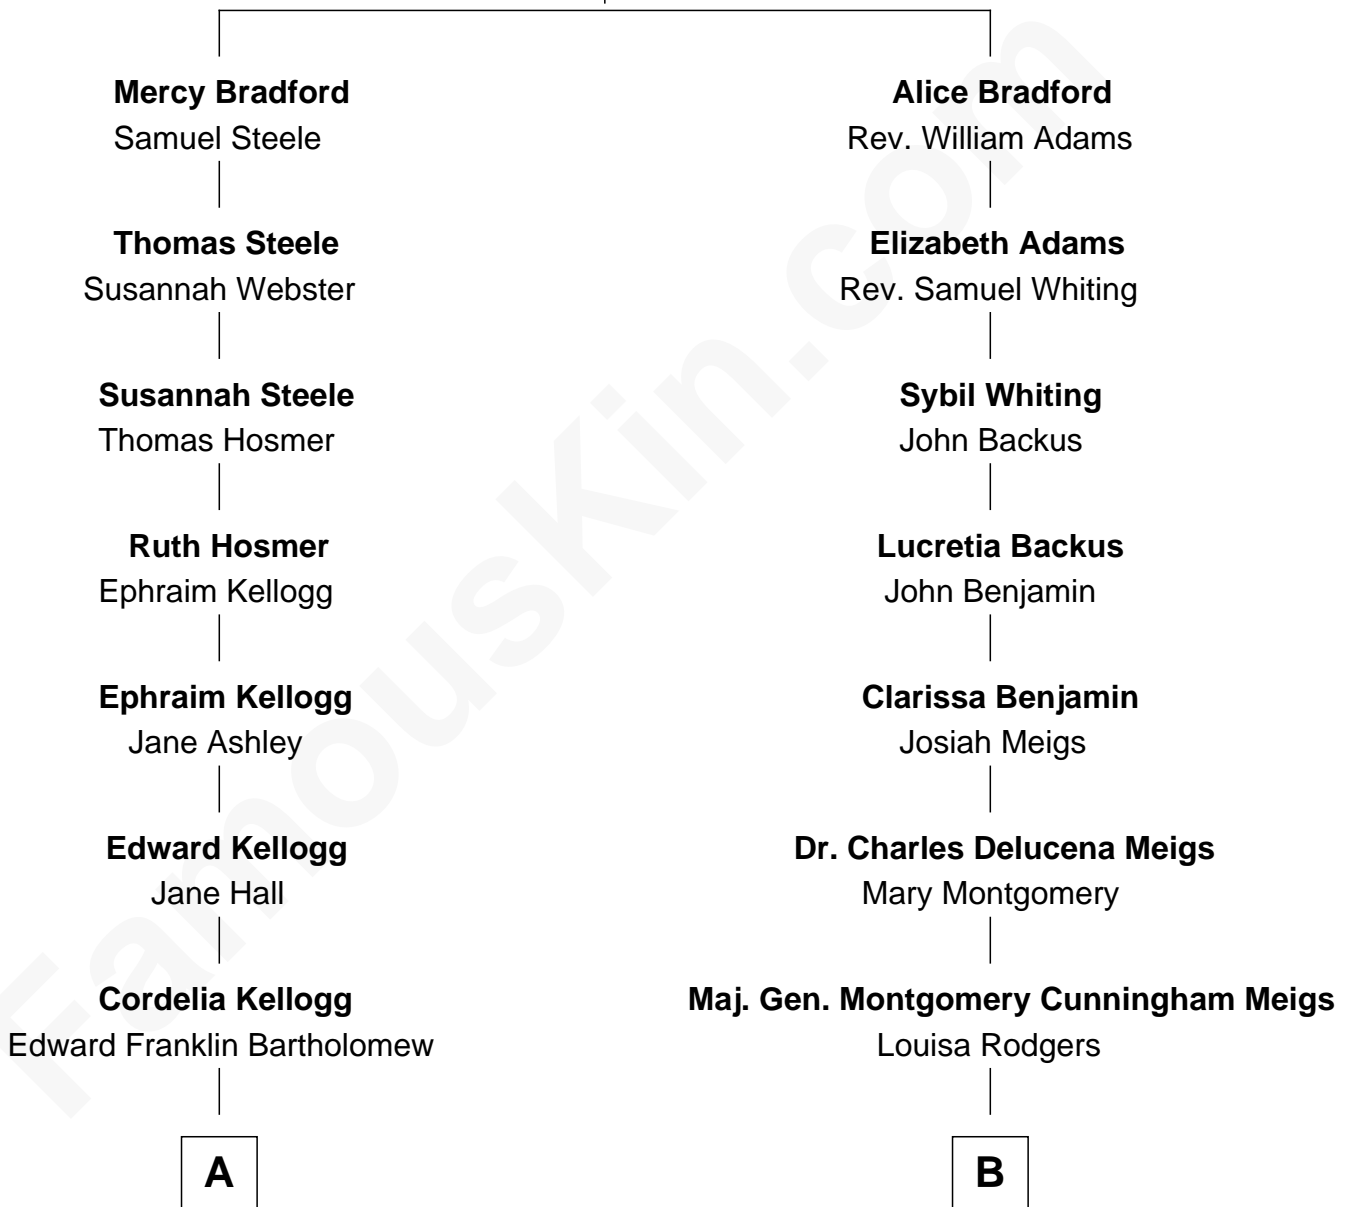 Mercy Bradford
Samuel Steele
Alice Bradford
Rev. William Adams
Thomas Steele
Susannah Webster
Elizabeth Adams
Rev. Samuel Whiting
Susannah Steele
Thomas Hosmer
Sybil Whiting
John Backus
Ruth Hosmer
Ephraim Kellogg
Lucretia Backus
John Benjamin
Ephraim Kellogg
Jane Ashley
Clarissa Benjamin
Josiah Meigs
Edward Kellogg
Jane Hall
Dr. Charles Delucena Meigs
Mary Montgomery
Cordelia Kellogg
Edward Franklin Bartholomew
Maj. Gen. Montgomery Cunningham Meigs
Louisa Rodgers
A
B
FamousKin.com